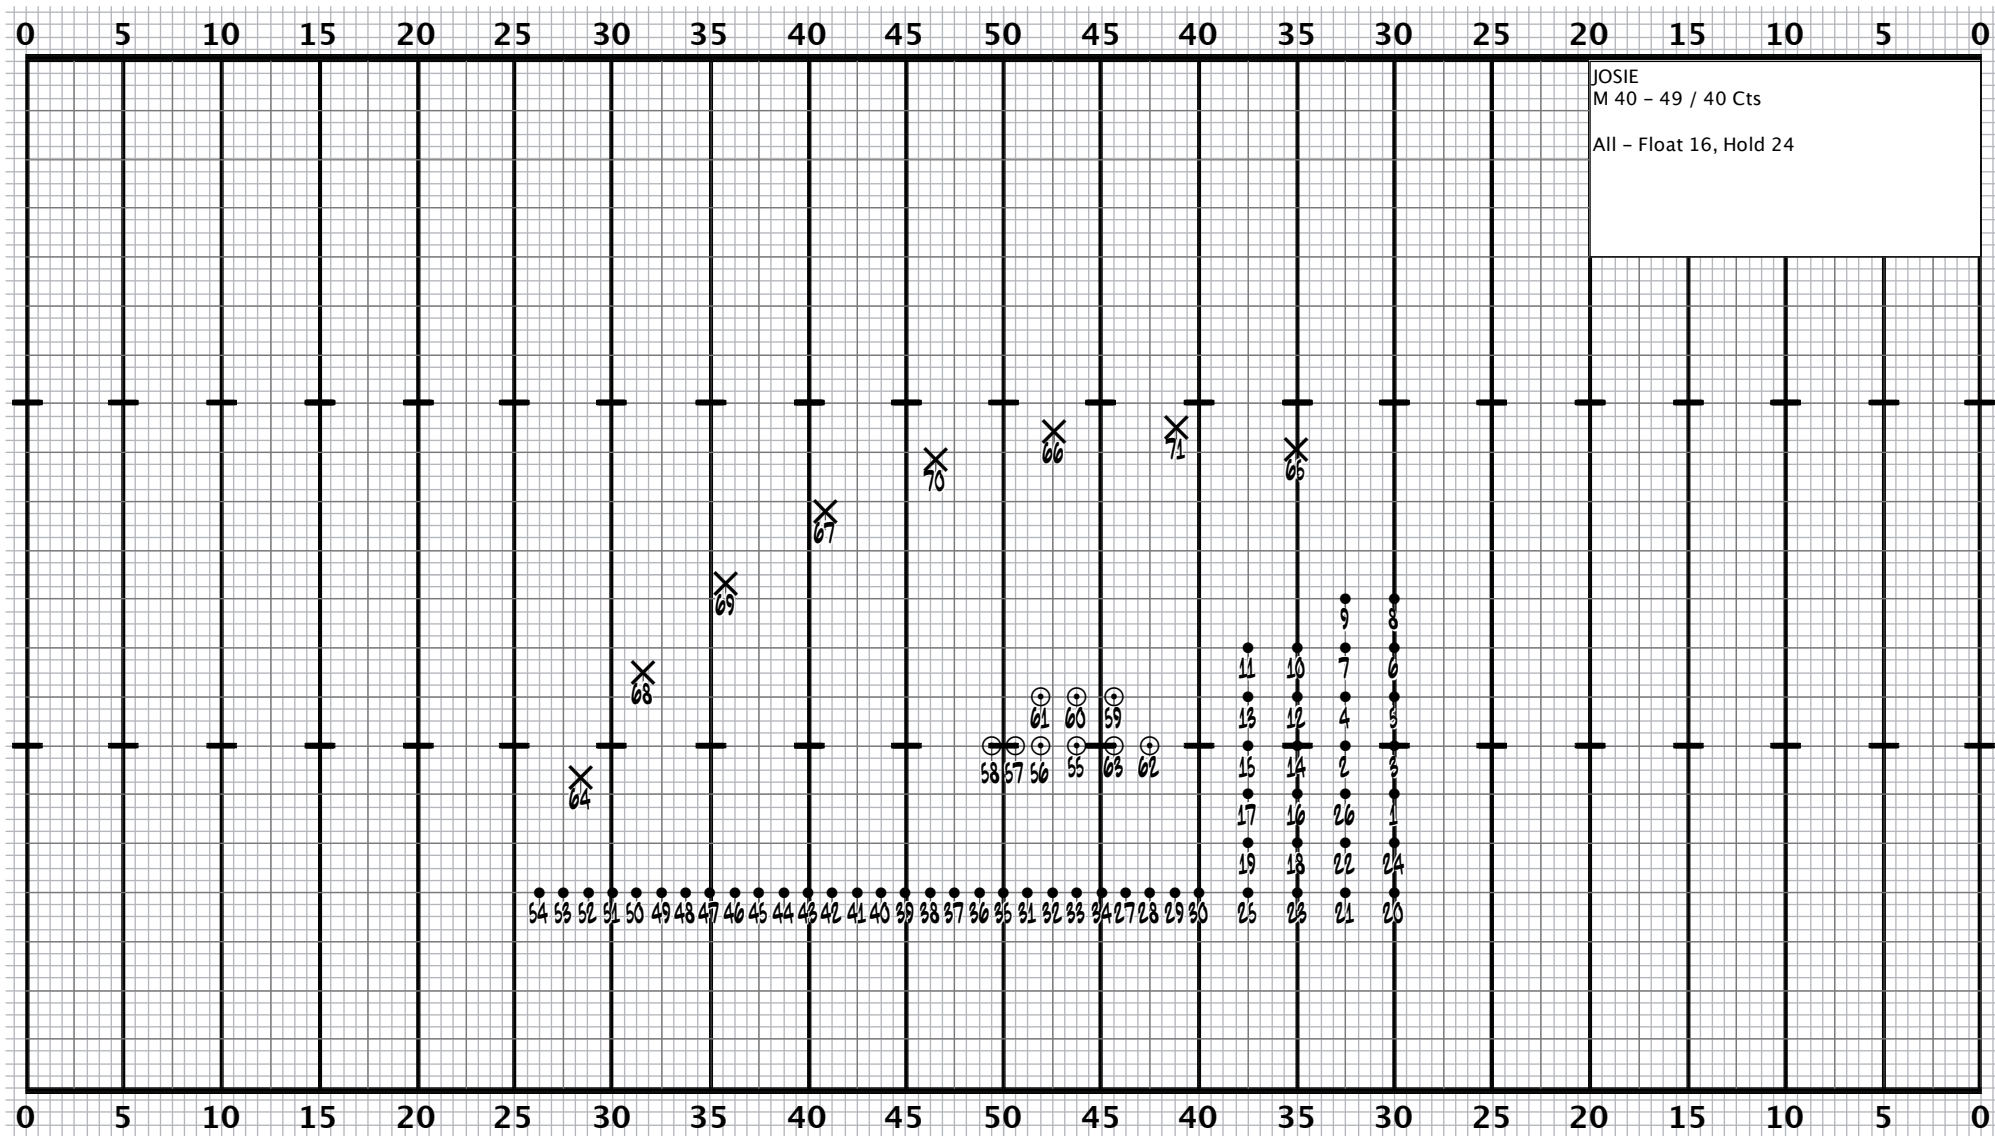 0 5 10 15 20 25 30 35 40 45 50 45 40 35 30 25 20 15 10 5 0
JOSIE
M 40 – 49 / 40 Cts
All – Float 16, Hold 24
66 71 65
70
67
69
9 8
11 10 7 6
68
61 60 59 13 12 4 5
58 57 56 55 63 62 15 14 2 3
64
17 16 26 1
19 18 22 24
54 53 52 51 50 49 48 47 46 45 44 43 42 41 40 39 38 37 36 35 31 32 33 34 27 28 29 30 25 23 21 20
0 5 10 15 20 25 30 35 40 45 50 45 40 35 30 25 20 15 10 5 0